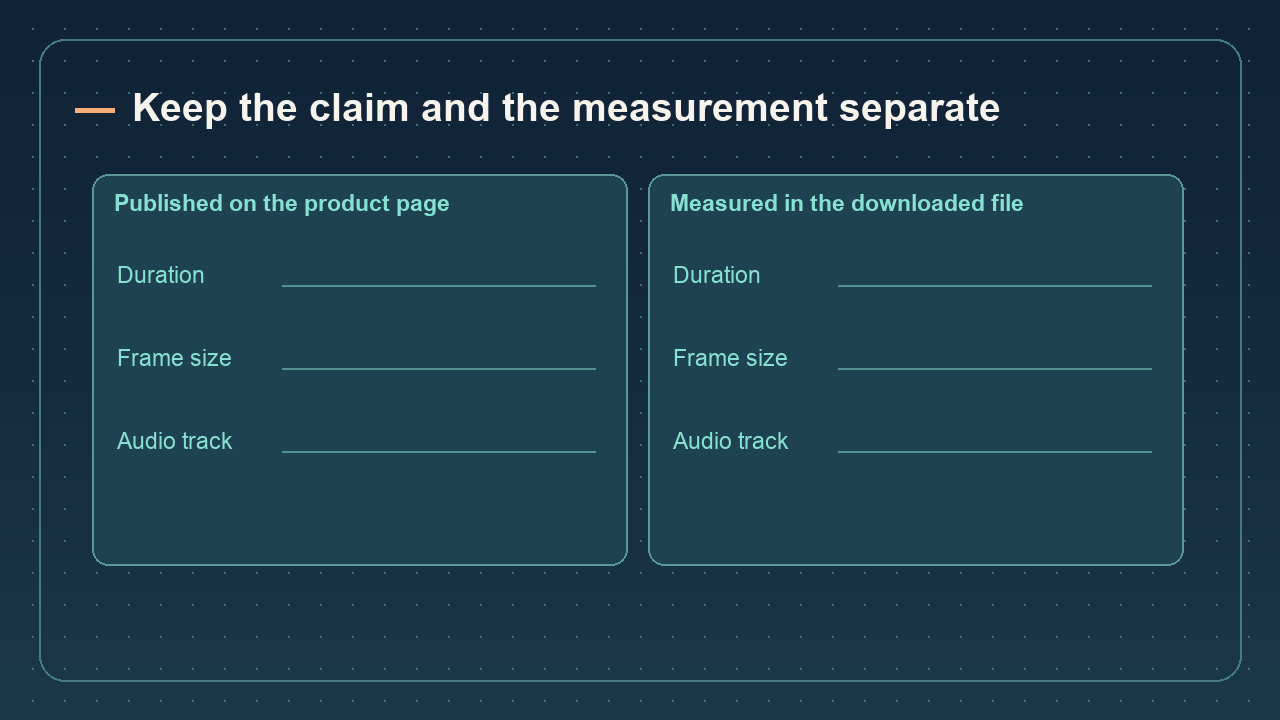 Keep the claim and the measurement separate
Published on the product page
Duration
Frame size
Audio track
Measured in the downloaded file
Duration
Frame size
Audio track